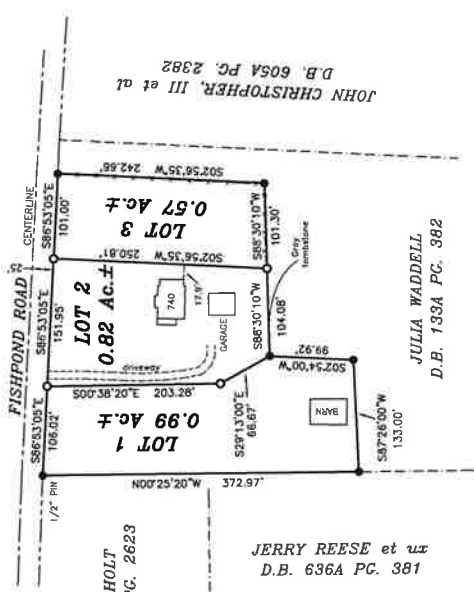 JOHN CHRISTOPHER, III et al
D.B. 605A PG. 2382
FISHPOND ROAD
CENTERLINE
25'
S86'53'05"E
106.02'
S86'53'05"E
151.95'
S86'53'05"E
101.00'
1/2" PIN
LOT 1
0.99 Ac.±
LOT 2
0.82 Ac.±
LOT 3
0.57 Ac.±
N00'25'20"W 372.97'
S00'38'20"E 203.28'
S02'56'35"W
250.81'
S02'56'35"W
242.68'
driveway
740
17.9'
GARAGE
S29'13'00"E
66.67'
S88'30'10"W
104.08'
S88'30'10"W
101.30'
Gray
tombstone
S02'54'00"W
99.92'
BARN
S87'26'00"W
133.00'
JULIA WADDELL
D.B. 133A PG. 382
HOLT
PG. 2623
JERRY REESE et ux
D.B. 636A PG. 381